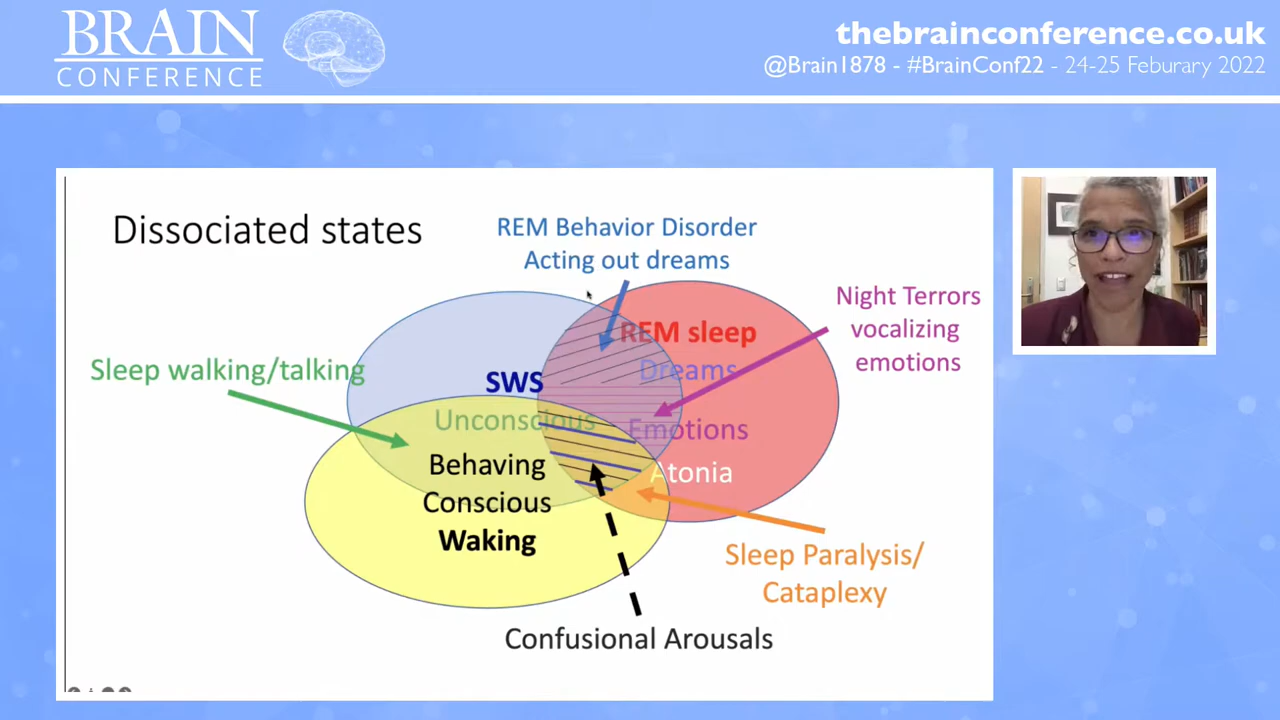 BRAIN
CONFERENCE
thebrainconference.co.uk
@Brain1878 - #BrainConf22 - 24-25 Feburary 2022
Dissociated states
REM Behavior Disorder
Acting out dreams
Night Terrors
vocalizing
emotions
Sleep walking/talking
REM sleep
Dreams
SWS
Unconscious
Emotions
Behaving
Atonia
Conscious
Waking
Sleep Paralysis/
Cataplexy
Confusional Arousals